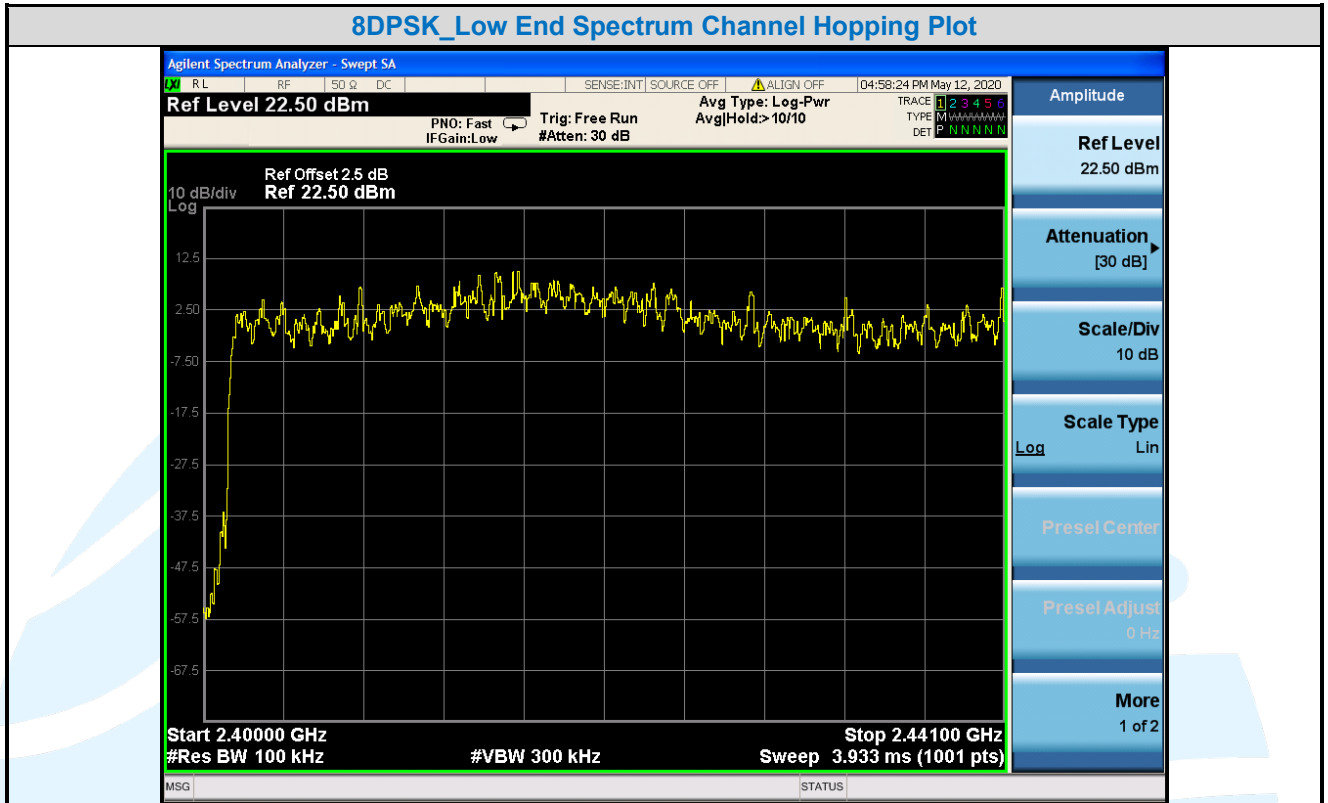 8DPSK_Low End Spectrum Channel Hopping Plot
Agilent Spectrum Analyzer - Swept SA
LXI RL RF 50 Ω DC SENSE:INT SOURCE OFF ALIGN OFF 04:58:24 PM May 12, 2020
Ref Level 22.50 dBm
PNO: Fast
IFGain:Low
Trig: Free Run
#Atten: 30 dB
Avg Type: Log-Pwr
Avg|Hold:>10/10
TRACE 1 2 3 4 5 6
TYPE M WWWWW
DET P N N N N N
Amplitude
Ref Level
22.50 dBm
Attenuation
[30 dB]
Scale/Div
10 dB
Scale Type
Log Lin
Presel Center
Presel Adjust
0 Hz
More
1 of 2
Ref Offset 2.5 dB
10 dB/div Ref 22.50 dBm
Log
12.5
2.50
-7.50
-17.5
-27.5
-37.5
-47.5
-57.5
-67.5
Start 2.40000 GHz Stop 2.44100 GHz
#Res BW 100 kHz #VBW 300 kHz Sweep 3.933 ms (1001 pts)
MSG STATUS